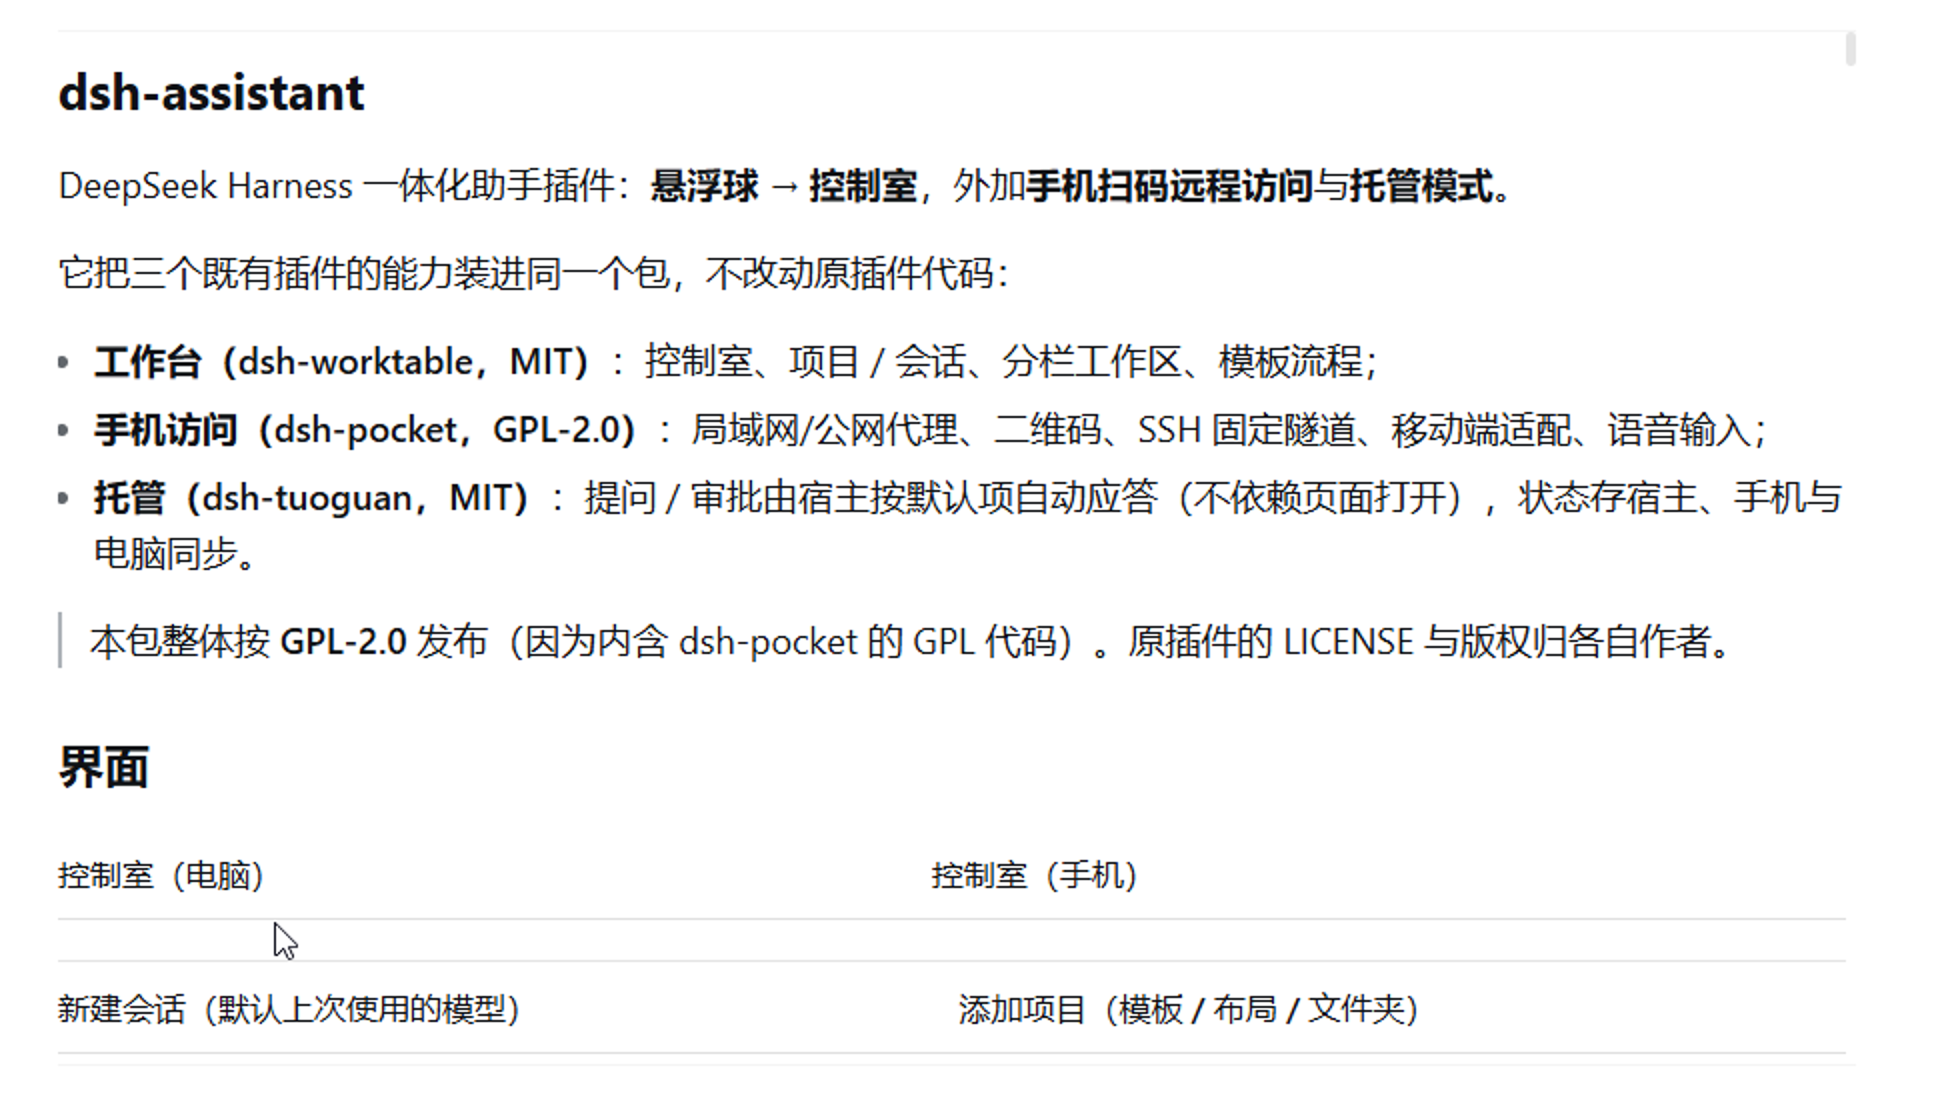 dsh-assistant
DeepSeek Harness 一体化助手插件：悬浮球 → 控制室，外加手机扫码远程访问与托管模式。
它把三个既有插件的能力装进同一个包，不改动原插件代码：
• 工作台（dsh-worktable，MIT）：控制室、项目 / 会话、分栏工作区、模板流程；
• 手机访问（dsh-pocket，GPL-2.0）：局域网/公网代理、二维码、SSH 固定隧道、移动端适配、语音输入；
• 托管（dsh-tuoguan，MIT）：提问 / 审批由宿主按默认项自动应答（不依赖页面打开），状态存宿主、手机与
电脑同步。
本包整体按 GPL-2.0 发布（因为内含 dsh-pocket 的 GPL 代码）。原插件的 LICENSE 与版权归各自作者。
界面
控制室（电脑） 控制室（手机）
新建会话（默认上次使用的模型） 添加项目（模板 / 布局 / 文件夹）